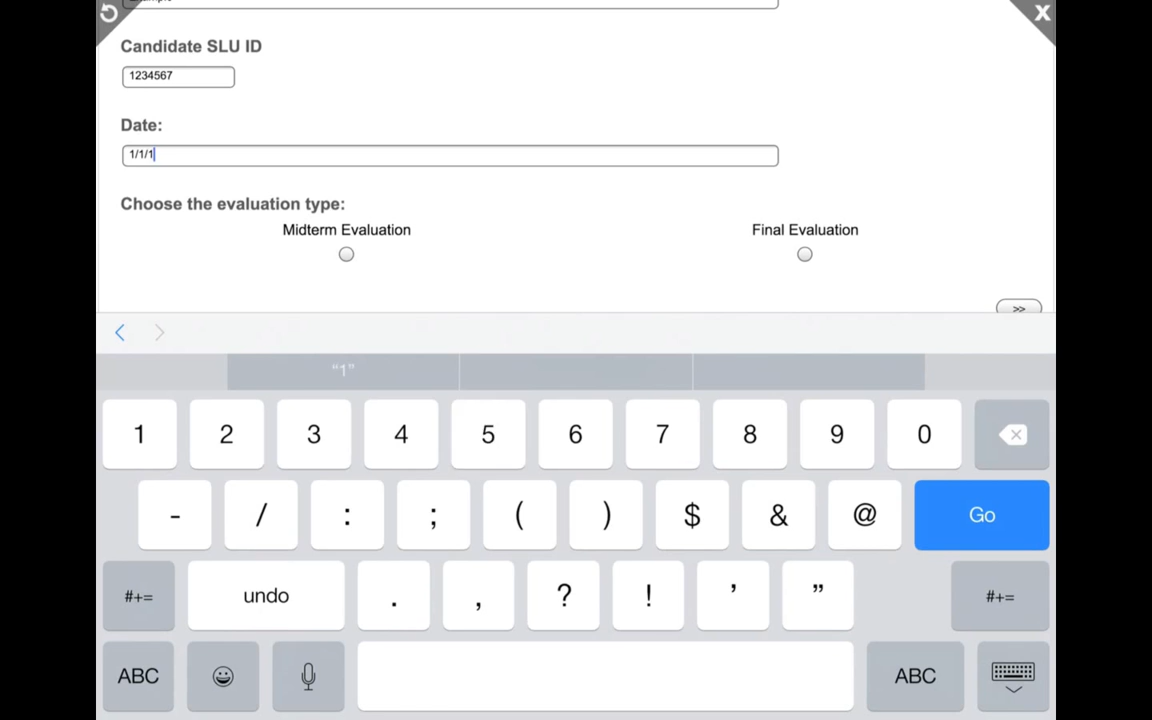 Example
X
Candidate SLU ID
1234567
Date:
1/1/1
Choose the evaluation type:
Midterm Evaluation Final Evaluation
>>
“1”
1 2 3 4 5 6 7 8 9 0
- / : ; ( ) $ & @ Go
#+= undo . , ? ! ’ ” #+=
ABC ABC